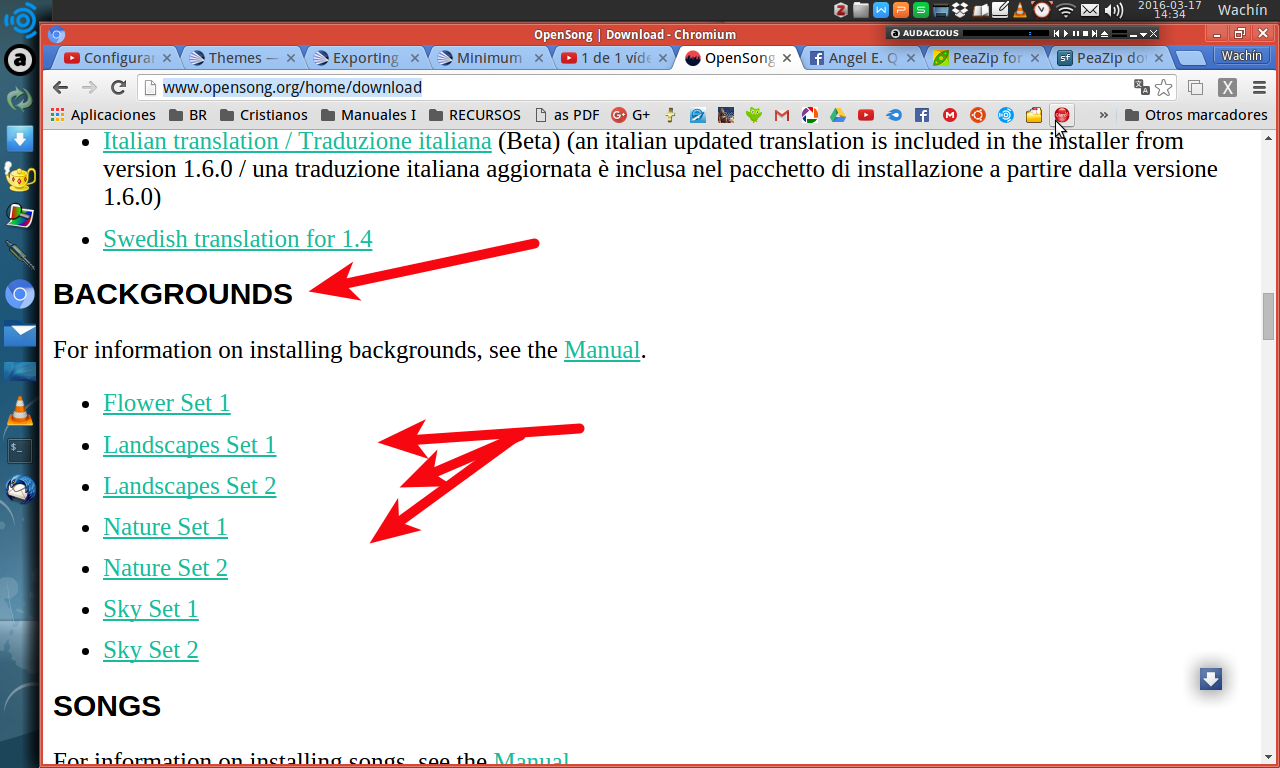 2016-03-17
14:34
Wachín
OpenSong | Download - Chromium
AUDACIOUS
Configurar
Themes —
Exporting
Minimum
1 de 1 víde
OpenSong
Angel E. Q
PeaZip for
PeaZip do
Wachín
www.opensong.org/home/download
Aplicaciones
BR
Cristianos
Manuales I
RECURSOS
as PDF
G+
»
Otros marcadores
Italian translation / Traduzione italiana (Beta) (an italian updated translation is included in the installer from
version 1.6.0 / una traduzione italiana aggiornata è inclusa nel pacchetto di installazione a partire dalla versione
1.6.0)
Swedish translation for 1.4
BACKGROUNDS
For information on installing backgrounds, see the Manual.
Flower Set 1
Landscapes Set 1
Landscapes Set 2
Nature Set 1
Nature Set 2
Sky Set 1
Sky Set 2
SONGS
For information on installing songs, see the Manual